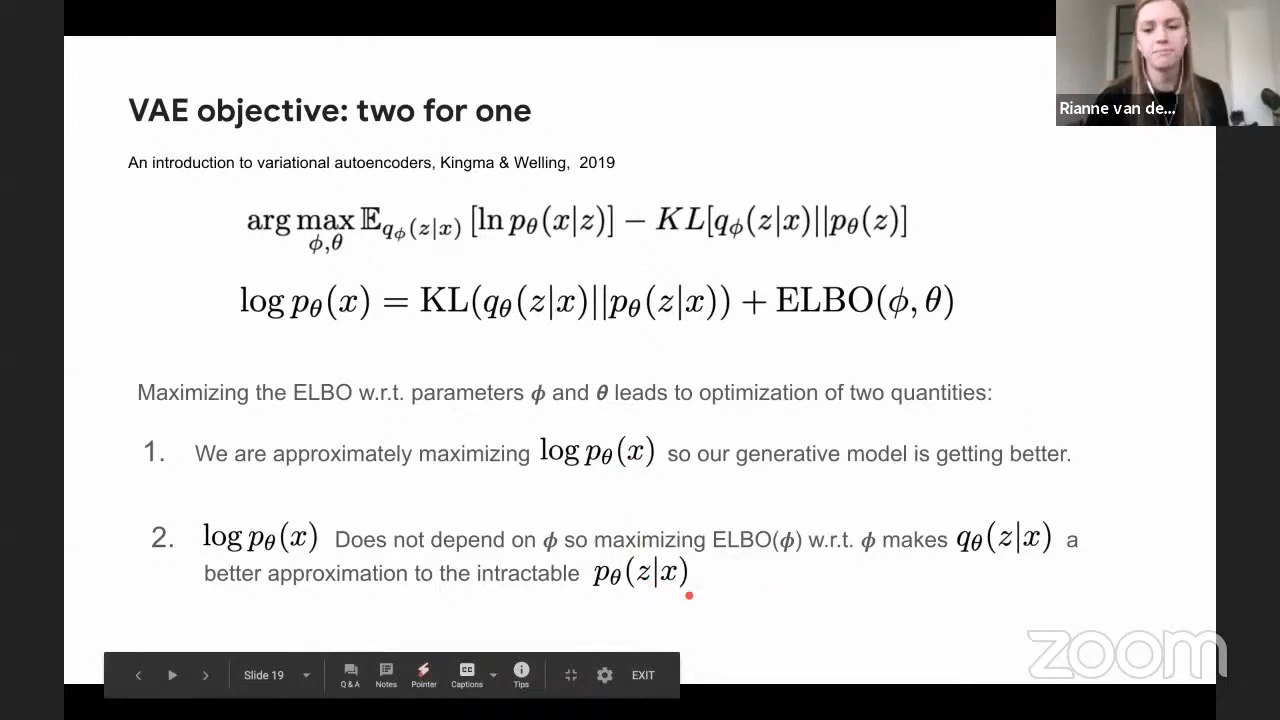 VAE objective: two for one
An introduction to variational autoencoders, Kingma & Welling, 2019
arg max_{ϕ,θ} 𝔼_{q_ϕ(z|x)} [ln p_θ(x|z)] − KL[q_ϕ(z|x)||p_θ(z)]
log p_θ(x) = KL(q_θ(z|x)||p_θ(z|x)) + ELBO(ϕ, θ)
Maximizing the ELBO w.r.t. parameters ϕ and θ leads to optimization of two quantities:
1. We are approximately maximizing log p_θ(x) so our generative model is getting better.
2. log p_θ(x) Does not depend on ϕ so maximizing ELBO(ϕ) w.r.t. ϕ makes q_θ(z|x) a
better approximation to the intractable p_θ(z|x)
Rianne van de...
Slide 19
Q & A
Notes
Pointer
CC
Captions
Tips
EXIT
zoom